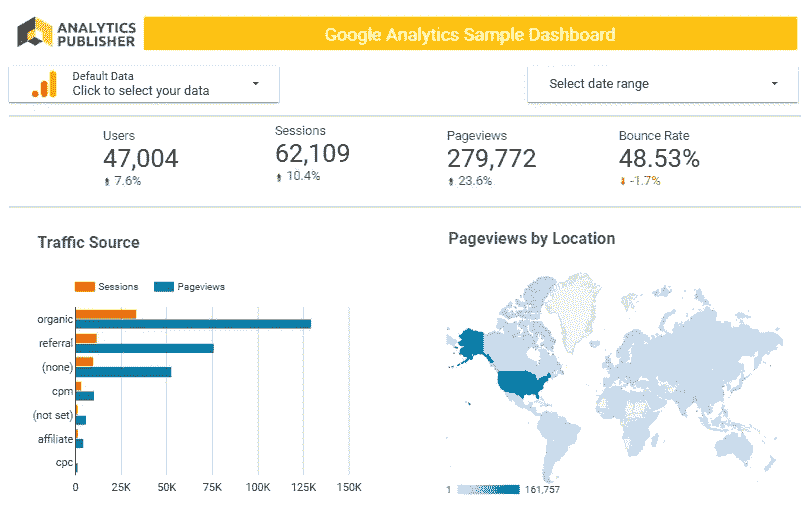 ANALYTICS
PUBLISHER
Google Analytics Sample Dashboard
Default Data
Click to select your data
Select date range
Users
47,004
7.6%
Sessions
62,109
10.4%
Pageviews
279,772
23.6%
Bounce Rate
48.53%
-1.7%
Traffic Source
Sessions Pageviews
organic
referral
(none)
cpm
(not set)
affiliate
cpc
0 25K 50K 75K 100K 129K 150K
Pageviews by Location
1 161,757